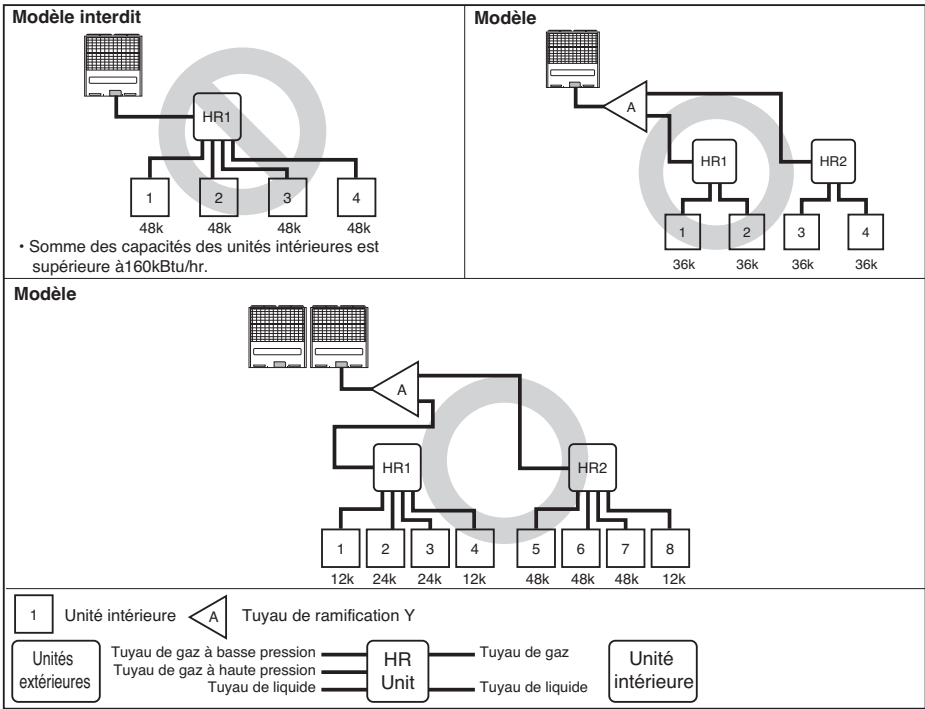 Modèle interdit
HR1
1 2 3 4
48k 48k 48k 48k
• Somme des capacités des unités intérieures est
supérieure à160kBtu/hr.
Modèle
A
HR1 HR2
1 2 3 4
36k 36k 36k 36k
Modèle
A
HR1 HR2
1 2 3 4 5 6 7 8
12k 24k 24k 12k 48k 48k 48k 12k
1 Unité intérieure A Tuyau de ramification Y
Unités
extérieures
Tuyau de gaz à basse pression
Tuyau de gaz à haute pression
Tuyau de liquide
HR
Unit
Tuyau de gaz
Tuyau de liquide
Unité
intérieure